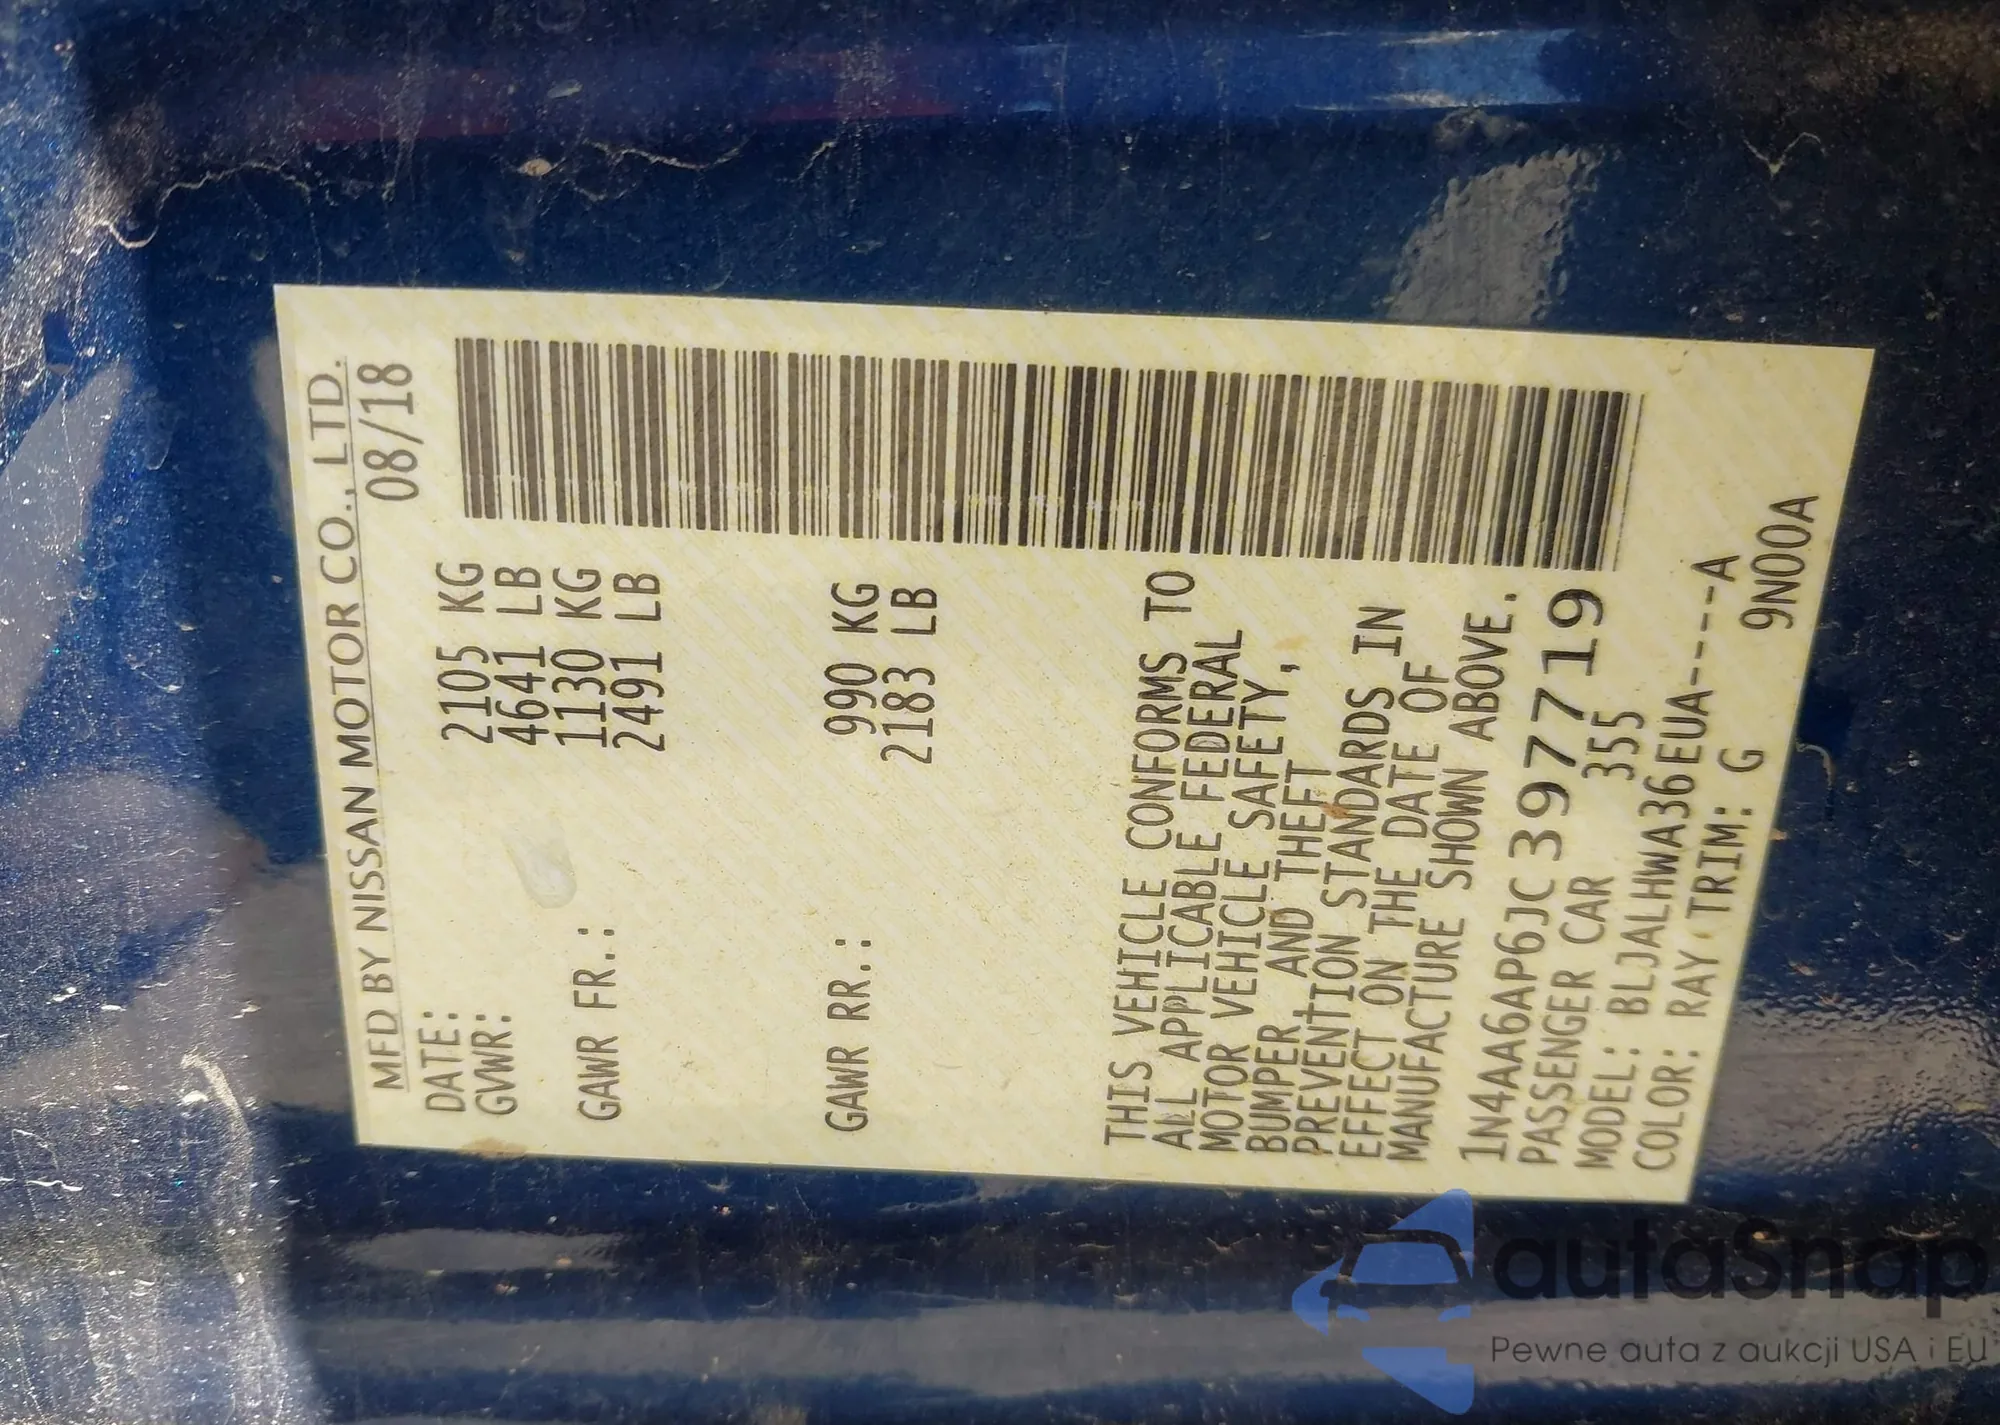 MFD BY NISSAN MOTOR CO., LTD.
DATE: 08/18
GVWR: 2105 KG
4641 LB
GAWR FR.: 1130 KG
2491 LB
GAWR RR.: 990 KG
2183 LB
THIS VEHICLE CONFORMS TO
ALL APPLICABLE FEDERAL
MOTOR VEHICLE SAFETY,
BUMPER, AND THEFT
PREVENTION STANDARDS IN
EFFECT ON THE DATE OF
MANUFACTURE SHOWN ABOVE.
1N4AA6AP6JC397719
PASSENGER CAR 355
MODEL: BLJALHWA36EUA-----A
COLOR: RAY TRIM: G 9N00A
autaSnap
Pewne auta z aukcji USA i EU